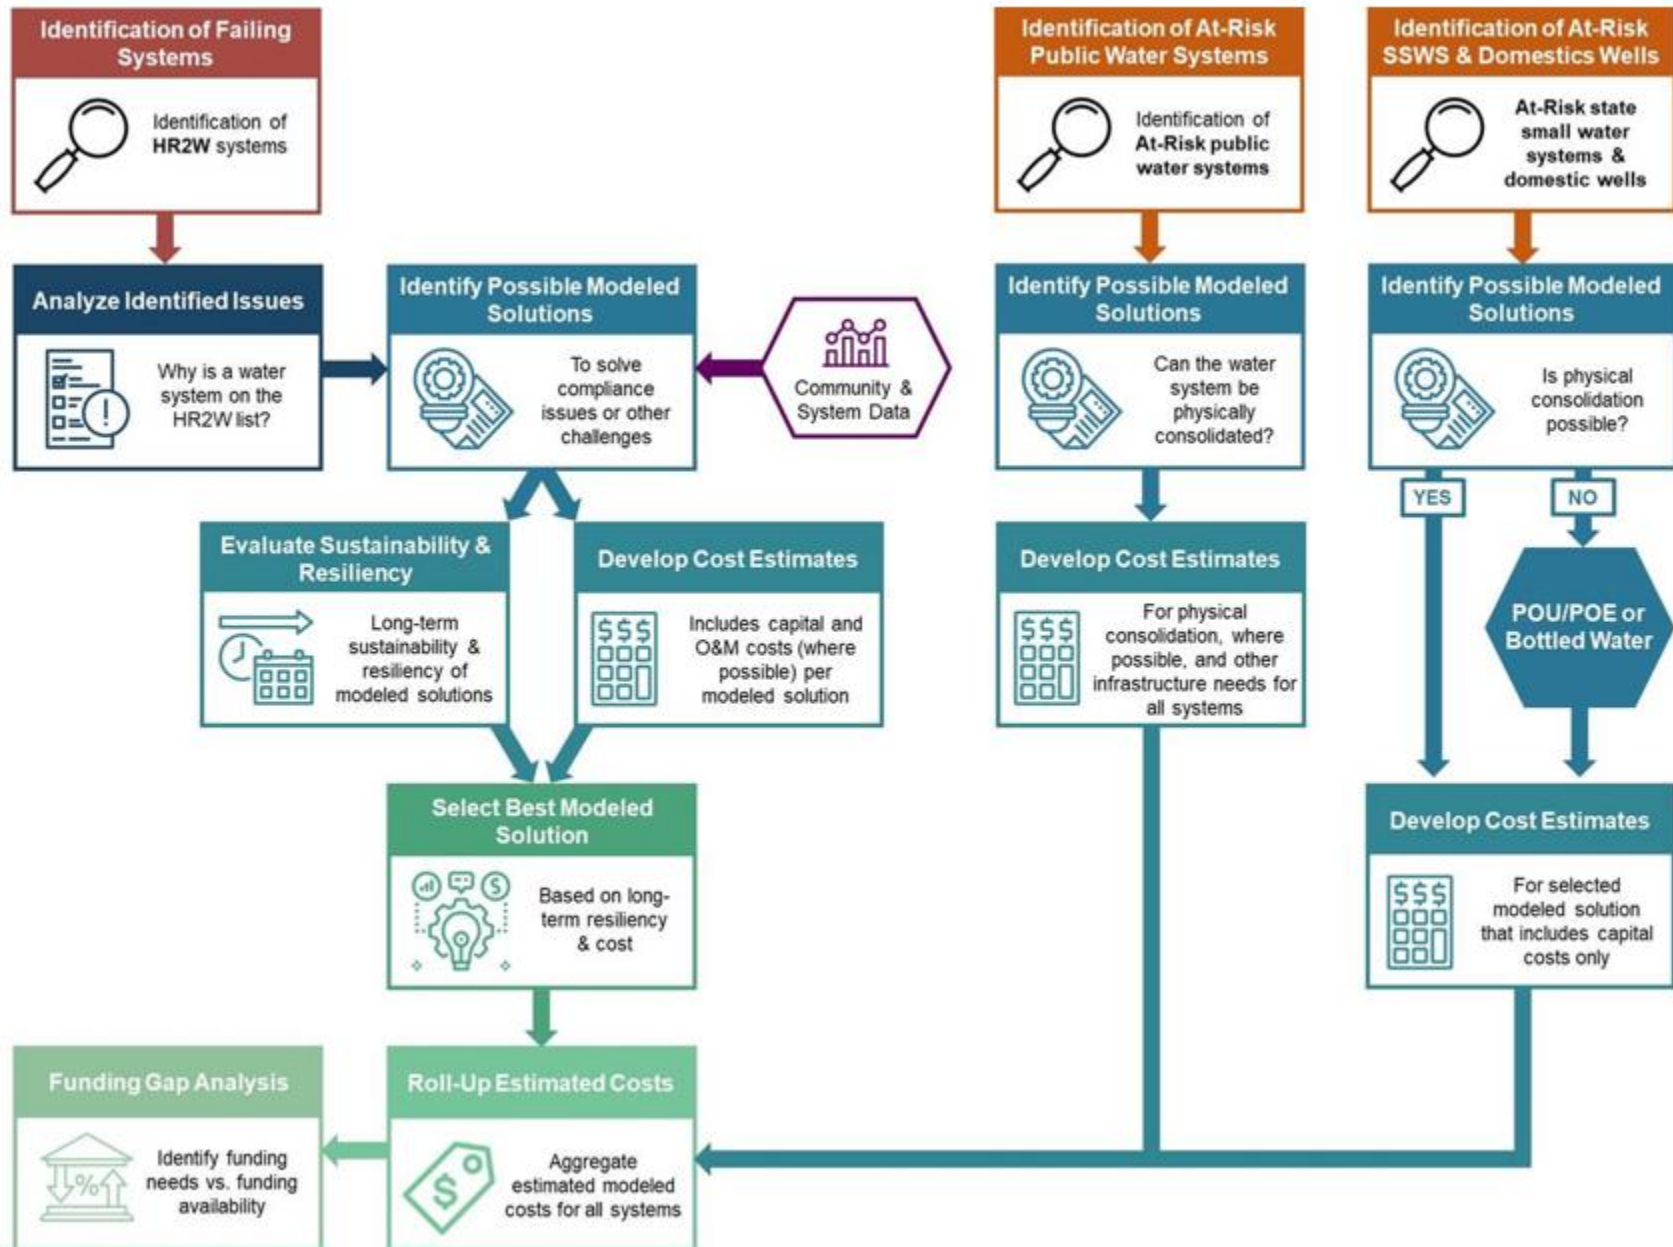 Identification of Failing
Systems
Identification of
HR2W systems
Identification of At-Risk
Public Water Systems
Identification of
At-Risk public
water systems
Identification of At-Risk
SSWS & Domestics Wells
At-Risk state
small water
systems &
domestic wells
Analyze Identified Issues
Why is a water
system on the
HR2W list?
Identify Possible Modeled
Solutions
To solve
compliance
issues or other
challenges
Community &
System Data
Identify Possible Modeled
Solutions
Can the water
system be
physically
consolidated?
Identify Possible Modeled
Solutions
Is physical
consolidation
possible?
YES
NO
Evaluate Sustainability &
Resiliency
Long-term
sustainability &
resiliency of
modeled solutions
Develop Cost Estimates
$$$
Includes capital and
O&M costs (where
possible) per
modeled solution
Develop Cost Estimates
$$$
For physical
consolidation, where
possible, and other
infrastructure needs for
all systems
POU/POE or
Bottled Water
Select Best Modeled
Solution
$
Based on long-
term resiliency
& cost
Develop Cost Estimates
$$$
For selected
modeled solution
that includes capital
costs only
Funding Gap Analysis
%
Identify funding
needs vs. funding
availability
Roll-Up Estimated Costs
$
Aggregate
estimated modeled
costs for all systems